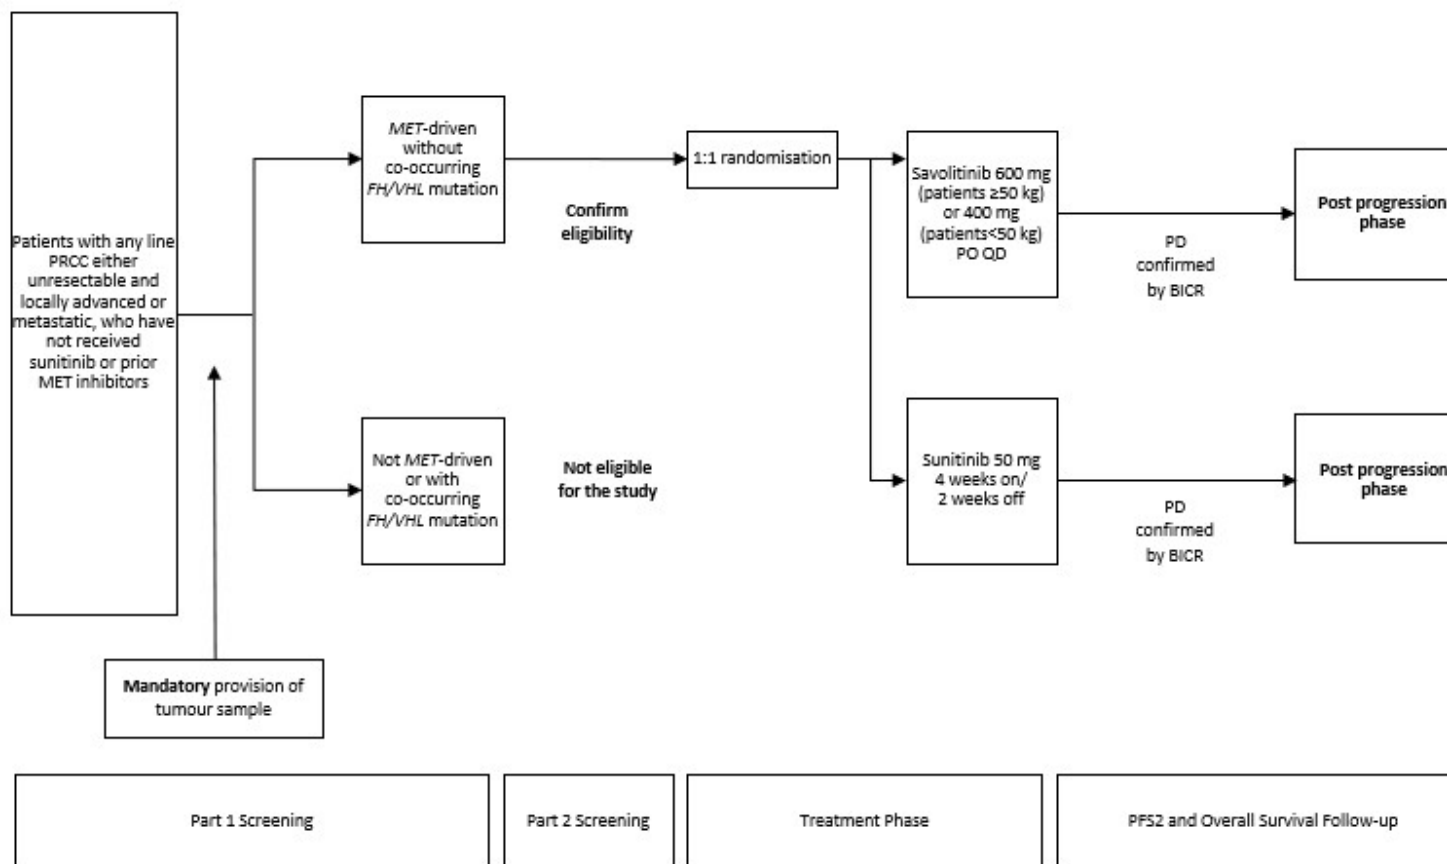 Patients with any line
PRCC either
unresectable and
locally advanced or
metastatic, who have
not received
sunitinib or prior
MET inhibitors
Mandatory provision of
tumour sample
MET-driven
without
co-occurring
FH/VHL mutation
Not MET-driven
or with
co-occurring
FH/VHL mutation
Confirm
eligibility
Not eligible
for the study
1:1 randomisation
Savolitinib 600 mg
(patients ≥50 kg)
or 400 mg
(patients<50 kg)
PO QD
PD
confirmed
by BICR
Post progression
phase
Sunitinib 50 mg
4 weeks on/
2 weeks off
PD
confirmed
by BICR
Post progression
phase
Part 1 Screening
Part 2 Screening
Treatment Phase
PFS2 and Overall Survival Follow-up